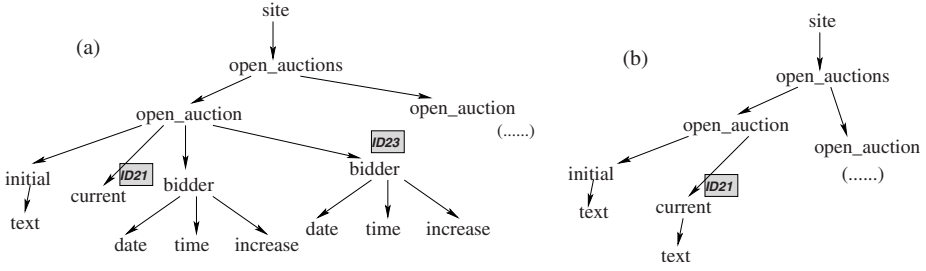 (a)
site
open_auctions
open_auction
open_auction
(......)
ID23
initial
ID21
current
bidder
bidder
text
date
time
increase
date
time
increase
(b)
site
open_auctions
open_auction
open_auction
(......)
initial
ID21
current
text
text